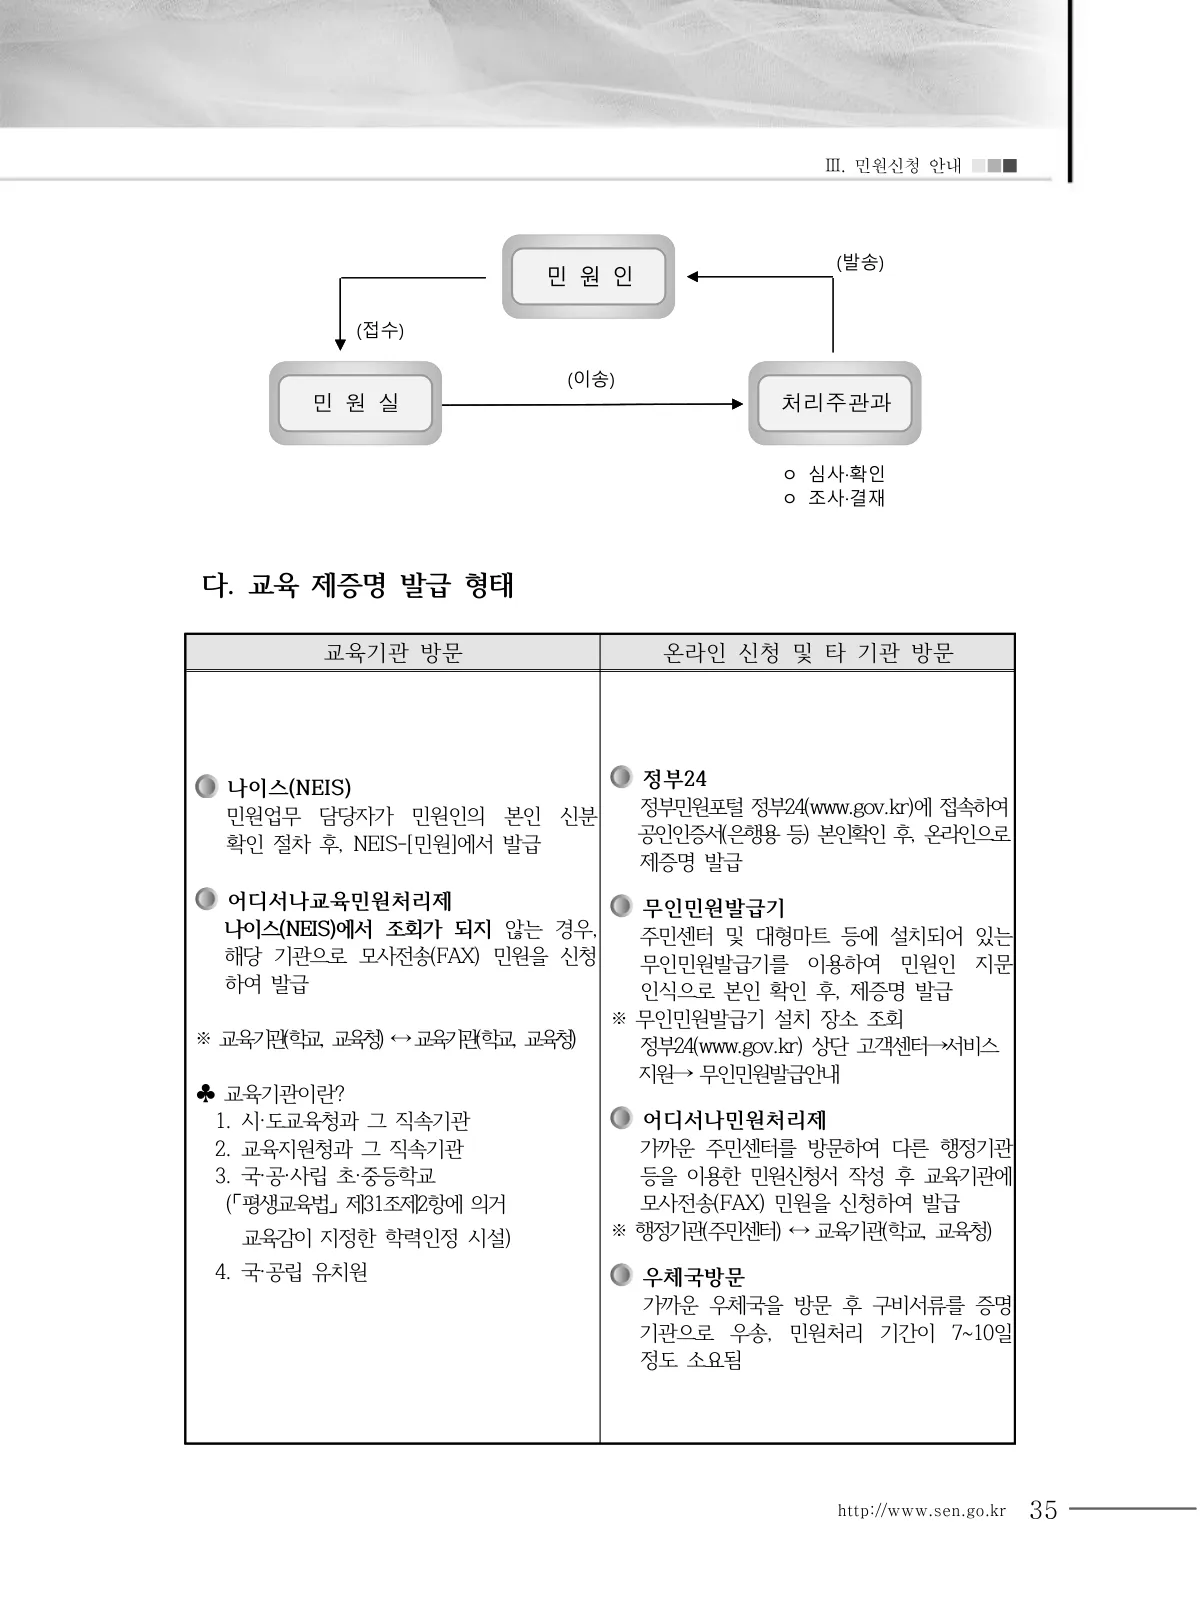 Ⅲ. 민원신청 안내
민 원 인
(발송)
(접수)
(이송)
민 원 실
처리주관과
ㅇ 심사·확인
ㅇ 조사·결재
다. 교육 제증명 발급 형태
교육기관 방문
나이스(NEIS)
민원업무 담당자가 민원인의 본인 신분
확인 절차 후, NEIS-[민원]에서 발급
어디서나교육민원처리제
나이스(NEIS)에서 조회가 되지 않는 경우,
해당 기관으로 모사전송(FAX) 민원을 신청
하여 발급
※ 교육기관(학교, 교육청) ↔ 교육기관(학교, 교육청)
♣ 교육기관이란?
1. 시·도교육청과 그 직속기관
2. 교육지원청과 그 직속기관
3. 국·공·사립 초·중등학교
(｢평생교육법」 제31조제2항에 의거
교육감이 지정한 학력인정 시설)
4. 국·공립 유치원
온라인 신청 및 타 기관 방문
정부24
정부민원포털 정부24(www.gov.kr)에 접속하여
공인인증서(은행용 등) 본인확인 후, 온라인으로
제증명 발급
무인민원발급기
주민센터 및 대형마트 등에 설치되어 있는
무인민원발급기를 이용하여 민원인 지문
인식으로 본인 확인 후, 제증명 발급
※ 무인민원발급기 설치 장소 조회
정부24(www.gov.kr) 상단 고객센터→서비스
지원→ 무인민원발급안내
어디서나민원처리제
가까운 주민센터를 방문하여 다른 행정기관
등을 이용한 민원신청서 작성 후 교육기관에
모사전송(FAX) 민원을 신청하여 발급
※ 행정기관(주민센터) ↔ 교육기관(학교, 교육청)
우체국방문
가까운 우체국을 방문 후 구비서류를 증명
기관으로 우송, 민원처리 기간이 7~10일
정도 소요됨
http://www.sen.go.kr 35